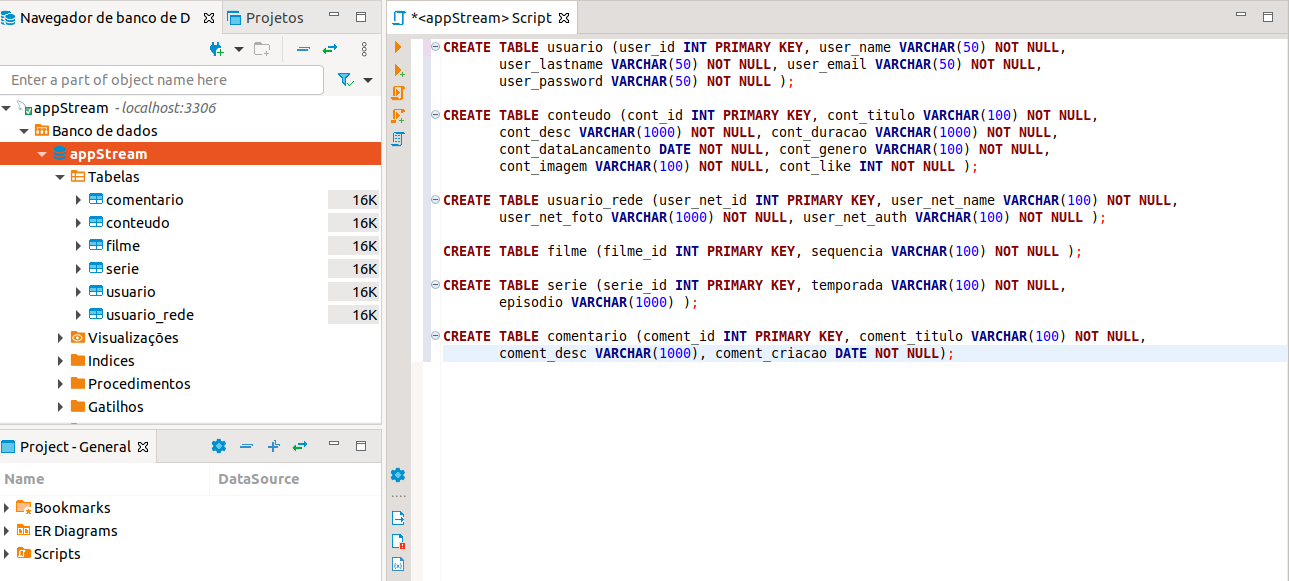 Navegador de banco de D
Projetos
Enter a part of object name here
appStream - localhost:3306
Banco de dados
appStream
Tabelas
comentario 16K
conteudo 16K
filme 16K
serie 16K
usuario 16K
usuario_rede 16K
Visualizações
Indices
Procedimentos
Gatilhos
Project - General
Name DataSource
Bookmarks
ER Diagrams
Scripts
*<appStream> Script
CREATE TABLE usuario (user_id INT PRIMARY KEY, user_name VARCHAR(50) NOT NULL,
user_lastname VARCHAR(50) NOT NULL, user_email VARCHAR(50) NOT NULL,
user_password VARCHAR(50) NOT NULL );
CREATE TABLE conteudo (cont_id INT PRIMARY KEY, cont_titulo VARCHAR(100) NOT NULL,
cont_desc VARCHAR(1000) NOT NULL, cont_duracao VARCHAR(1000) NOT NULL,
cont_dataLancamento DATE NOT NULL, cont_genero VARCHAR(100) NOT NULL,
cont_imagem VARCHAR(100) NOT NULL, cont_like INT NOT NULL );
CREATE TABLE usuario_rede (user_net_id INT PRIMARY KEY, user_net_name VARCHAR(100) NOT NULL,
user_net_foto VARCHAR(1000) NOT NULL, user_net_auth VARCHAR(100) NOT NULL );
CREATE TABLE filme (filme_id INT PRIMARY KEY, sequencia VARCHAR(100) NOT NULL );
CREATE TABLE serie (serie_id INT PRIMARY KEY, temporada VARCHAR(100) NOT NULL,
episodio VARCHAR(1000) );
CREATE TABLE comentario (coment_id INT PRIMARY KEY, coment_titulo VARCHAR(100) NOT NULL,
coment_desc VARCHAR(1000), coment_criacao DATE NOT NULL);